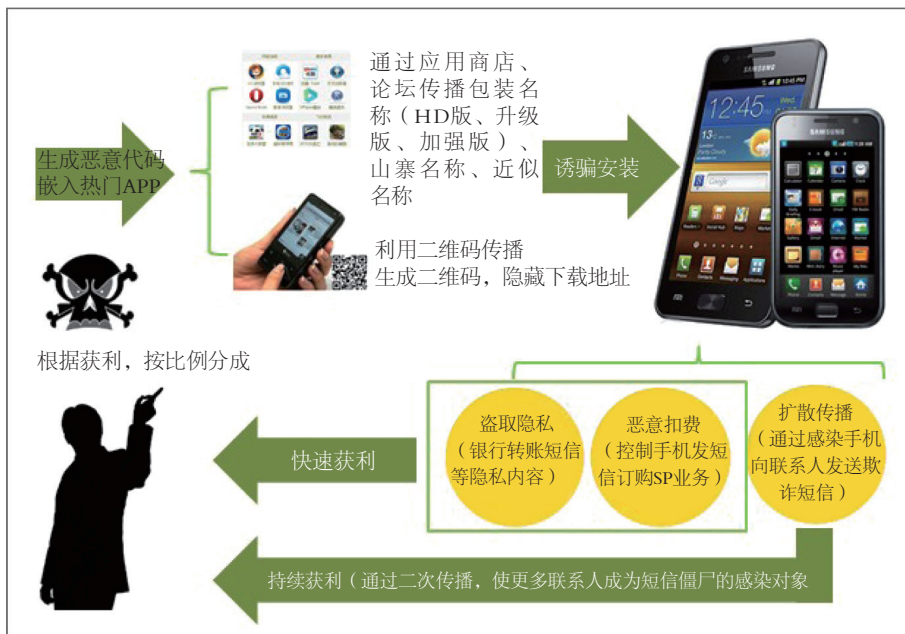 通过应用商店、
论坛传播包装名
称（HD版、升级
版、加强版）、
山寨名称、近似
名称
生成恶意代码
嵌入热门APP
诱骗安装
利用二维码传播
生成二维码，隐藏下载地址
SAMSUNG
12:45
Google
SAMSUNG
根据获利，按比例分成
快速获利
盗取隐私
（银行转账短信
等隐私内容）
恶意扣费
（控制手机发短
信订购SP业务）
扩散传播
（通过感染手机
向联系人发送欺
诈短信）
持续获利（通过二次传播，使更多联系人成为短信僵尸的感染对象